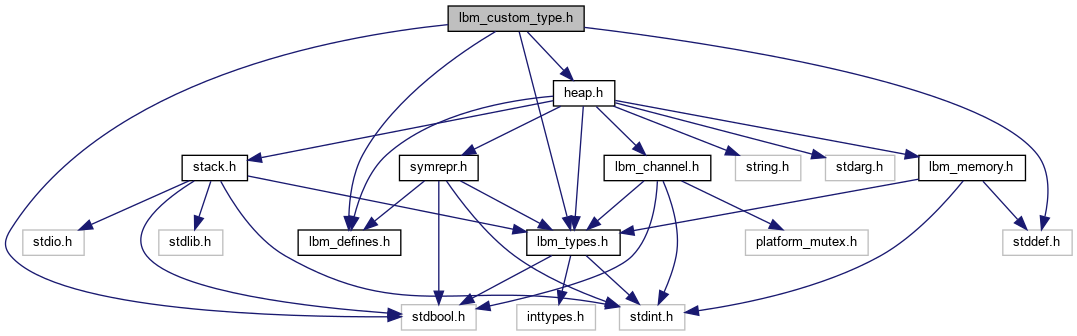 lbm_custom_type.h
heap.h
stack.h
symrepr.h
lbm_channel.h
string.h
stdarg.h
lbm_memory.h
stdio.h
stdlib.h
lbm_defines.h
lbm_types.h
platform_mutex.h
stddef.h
stdbool.h
inttypes.h
stdint.h